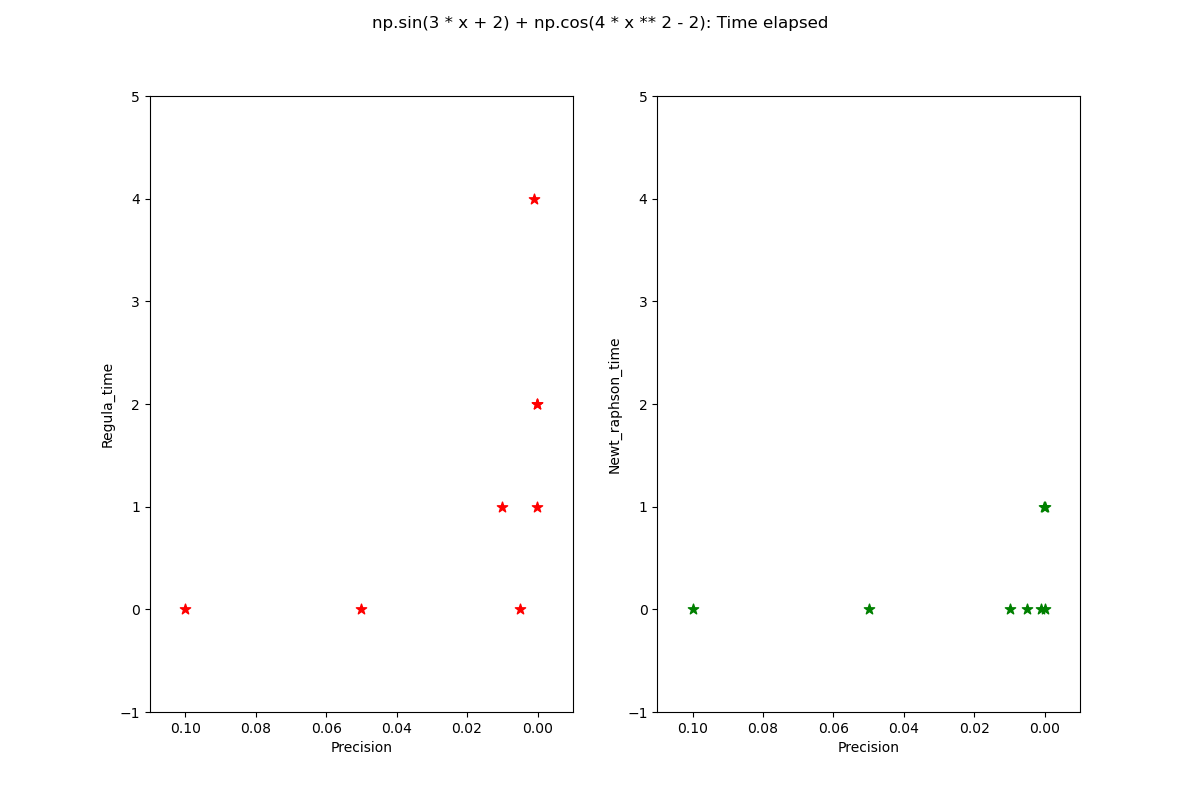 np.sin(3 * x + 2) + np.cos(4 * x ** 2 - 2): Time elapsed
Regula_time
5
4
3
2
1
0
−1
0.10 0.08 0.06 0.04 0.02 0.00
Precision
Newt_raphson_time
5
4
3
2
1
0
−1
0.10 0.08 0.06 0.04 0.02 0.00
Precision